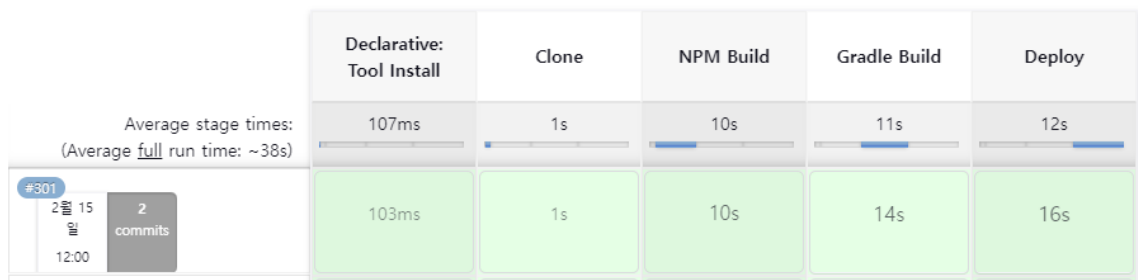 Declarative:
Tool Install
Clone
NPM Build
Gradle Build
Deploy
Average stage times:
(Average full run time: ~38s)
107ms
1s
10s
11s
12s
#301
2월 15
일
12:00
2
commits
103ms
1s
10s
14s
16s